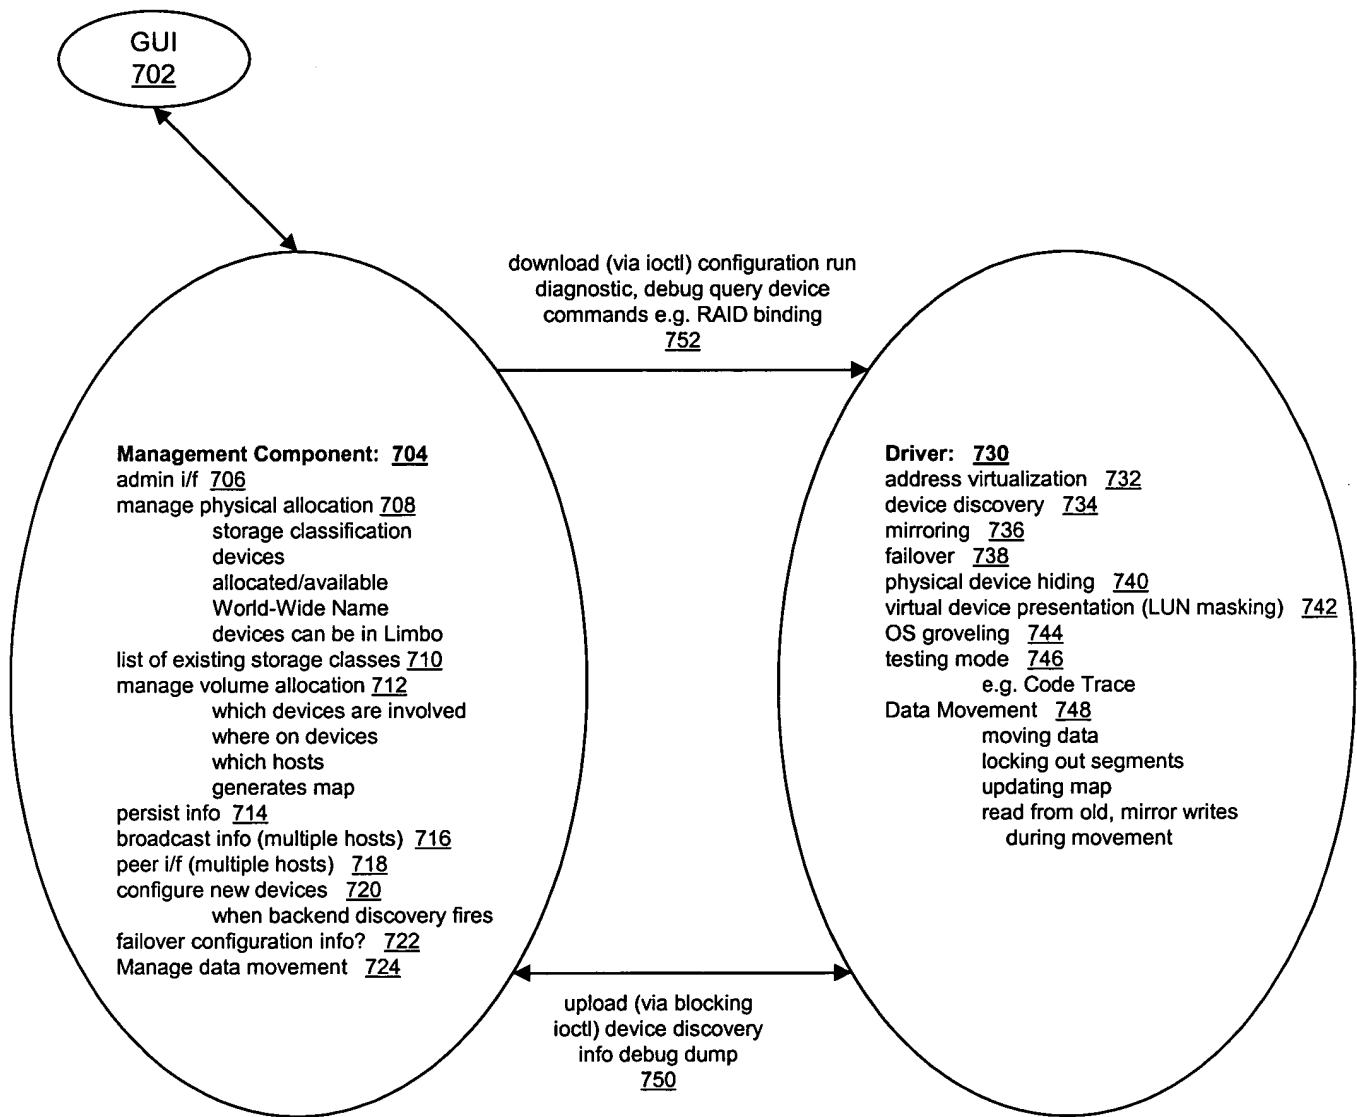 GUI
702
download (via ioctl) configuration run
diagnostic, debug query device
commands e.g. RAID binding
752
Management Component: 704
admin i/f 706
manage physical allocation 708
storage classification
devices
allocated/available
World-Wide Name
devices can be in Limbo
list of existing storage classes 710
manage volume allocation 712
which devices are involved
where on devices
which hosts
generates map
persist info 714
broadcast info (multiple hosts) 716
peer i/f (multiple hosts) 718
configure new devices 720
when backend discovery fires
failover configuration info? 722
Manage data movement 724
Driver: 730
address virtualization 732
device discovery 734
mirroring 736
failover 738
physical device hiding 740
virtual device presentation (LUN masking) 742
OS groveling 744
testing mode 746
e.g. Code Trace
Data Movement 748
moving data
locking out segments
updating map
read from old, mirror writes
during movement
upload (via blocking
ioctl) device discovery
info debug dump
750